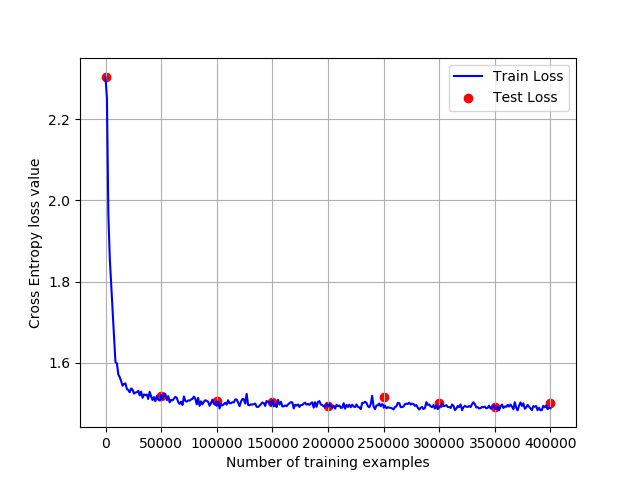 Train Loss
Test Loss
2.2
2.0
1.8
1.6
Cross Entropy loss value
0 50000 100000 150000 200000 250000 300000 350000 400000
Number of training examples